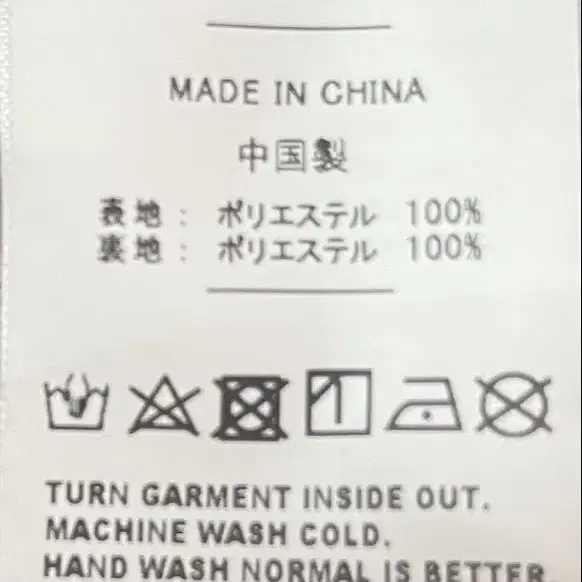 MADE IN CHINA
中国製
表地： ポリエステル 100%
裏地： ポリエステル 100%
TURN GARMENT INSIDE OUT.
MACHINE WASH COLD.
HAND WASH NORMAL IS BETTER.